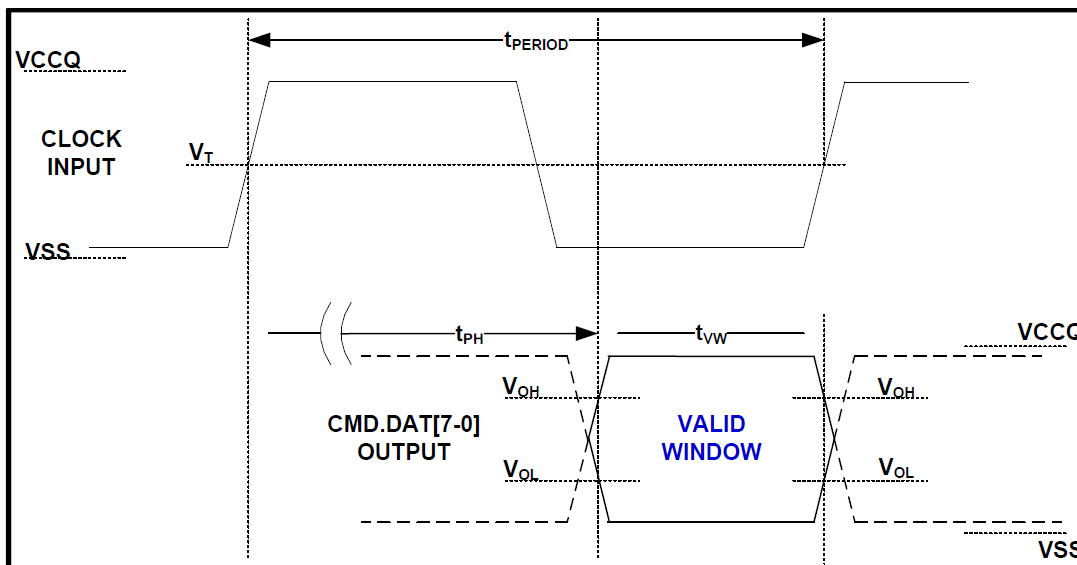 tPERIOD
VCCQ
CLOCK
INPUT
VT
VSS
tPH
tVW
VCCQ
VOH
VOH
CMD.DAT[7-0]
OUTPUT
VALID
WINDOW
VOL
VOL
VSS